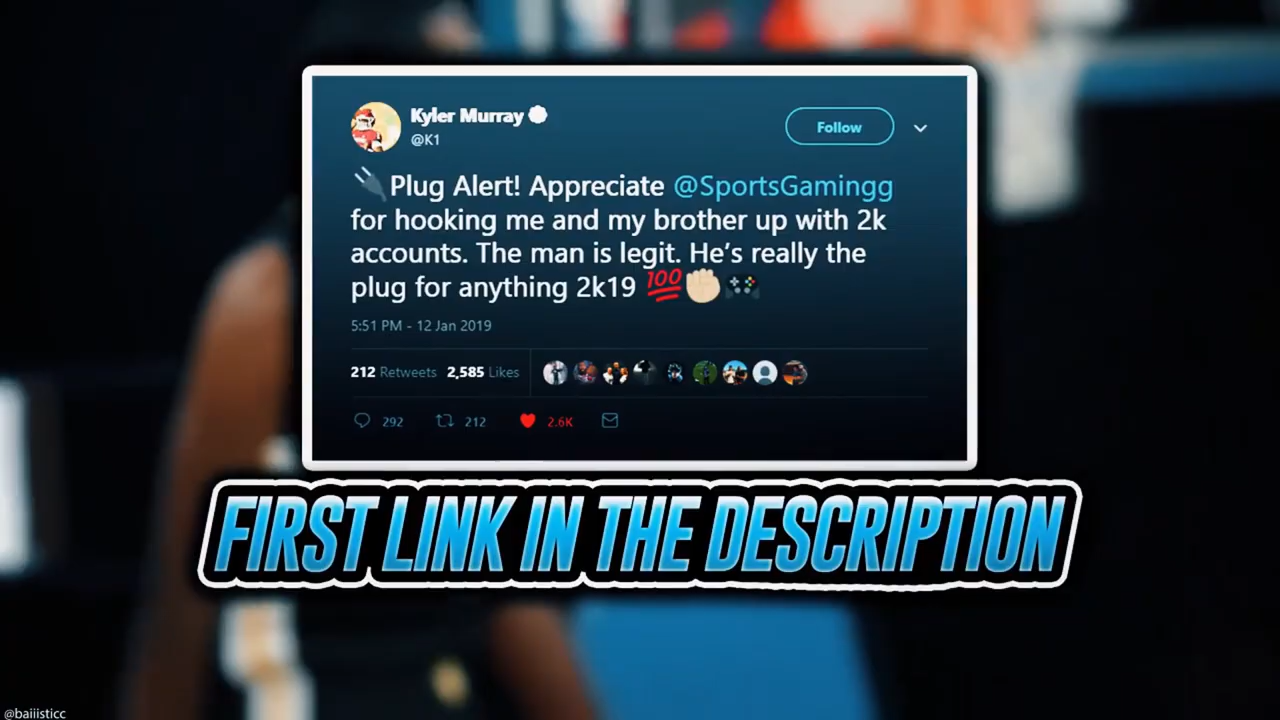 Kyler Murray
@K1
Follow
Plug Alert! Appreciate @SportsGamingg
for hooking me and my brother up with 2k
accounts. The man is legit. He's really the
plug for anything 2k19 💯
5:51 PM - 12 Jan 2019
212 Retweets 2,585 Likes
292 212 2.6K
FIRST LINK IN THE DESCRIPTION
@baiiisticc